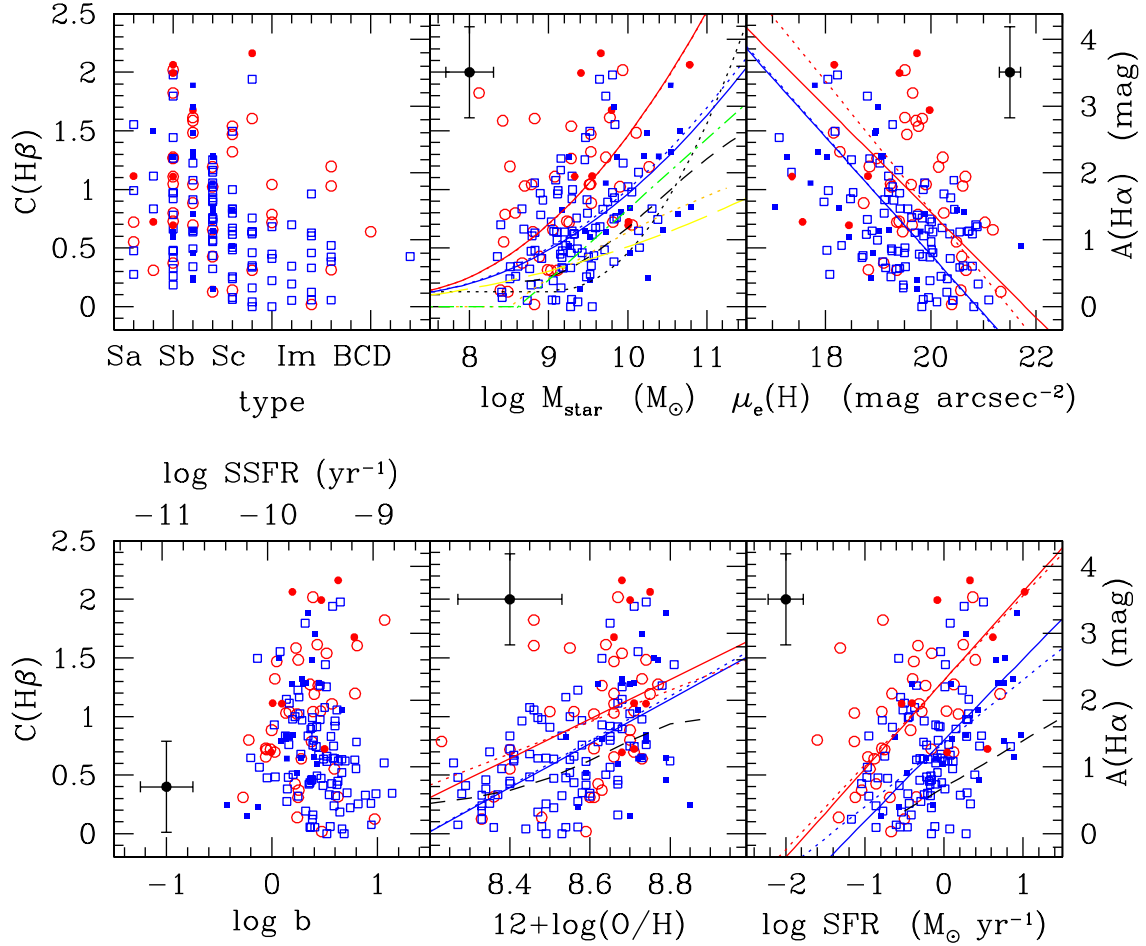 2.5
2
1.5
1
0.5
0
C(Hβ)
Sa Sb Sc Im BCD
type
8 9 10 11
log M_star (M_⊙)
18 20 22
μ_e(H) (mag arcsec⁻²)
4
3
2
1
0
A(Hα) (mag)
log SSFR (yr⁻¹)
−11 −10 −9
2.5
2
1.5
1
0.5
0
C(Hβ)
−1 0 1
log b
8.4 8.6 8.8
12+log(O/H)
−2 −1 0 1
log SFR (M_⊙ yr⁻¹)
4
3
2
1
0
A(Hα) (mag)